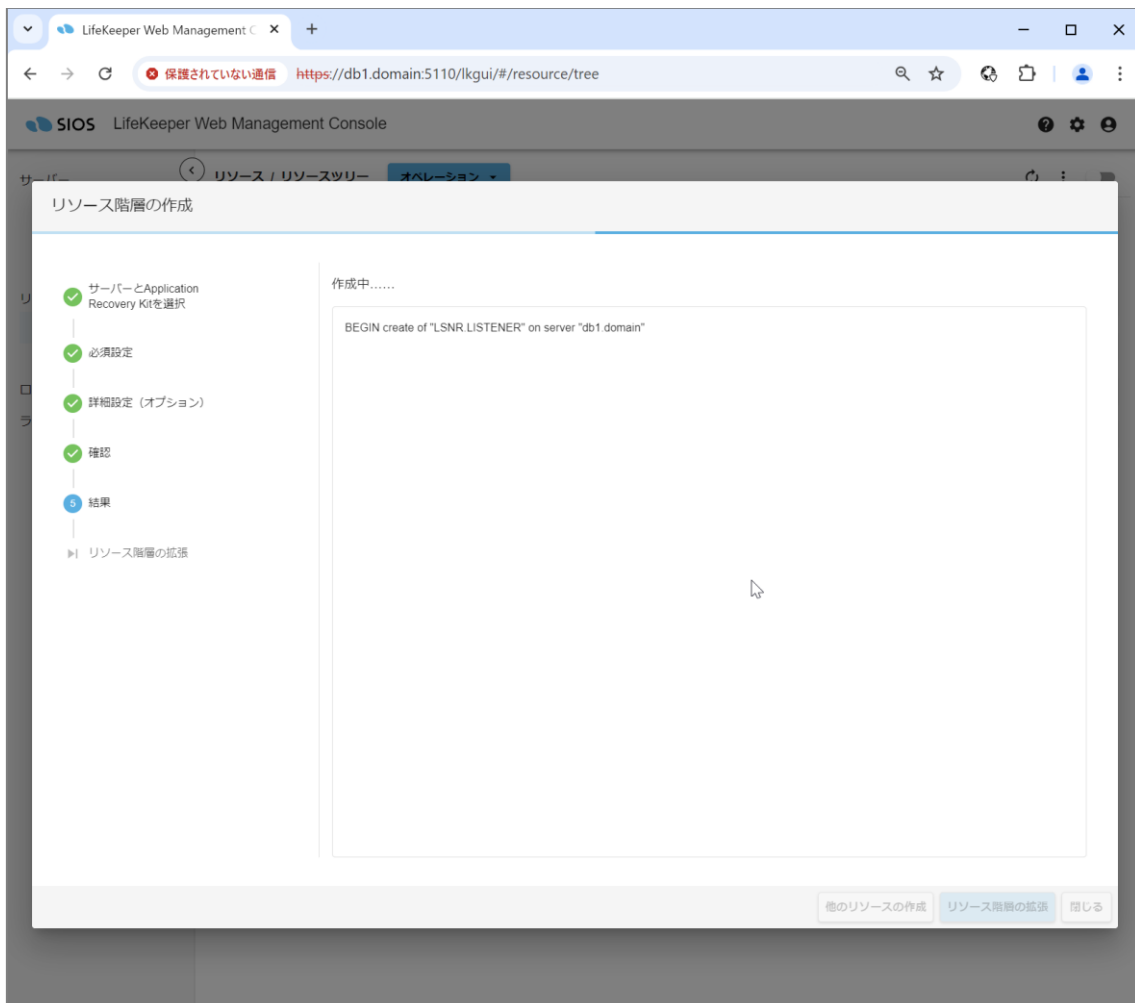 LifeKeeper Web Management C
保護されていない通信 https://db1.domain:5110/lkgui/#/resource/tree
SIOS LifeKeeper Web Management Console
サーバー
リソース / リソースツリー
オペレーション
リソース階層の作成
サーバーとApplication
Recovery Kitを選択
必須設定
詳細設定（オプション）
確認
5 結果
リソース階層の拡張
作成中……
BEGIN create of "LSNR.LISTENER" on server "db1.domain"
他のリソースの作成
リソース階層の拡張
閉じる